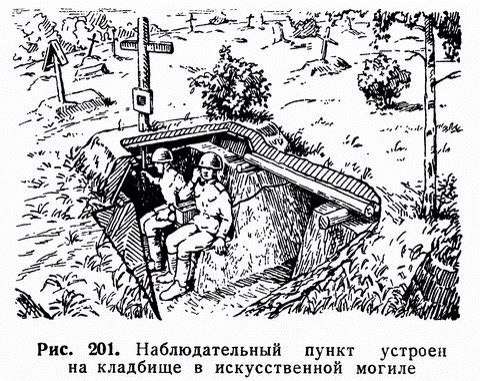 Рис. 201. Наблюдательный пункт устроен
на кладбище в искусственной могиле